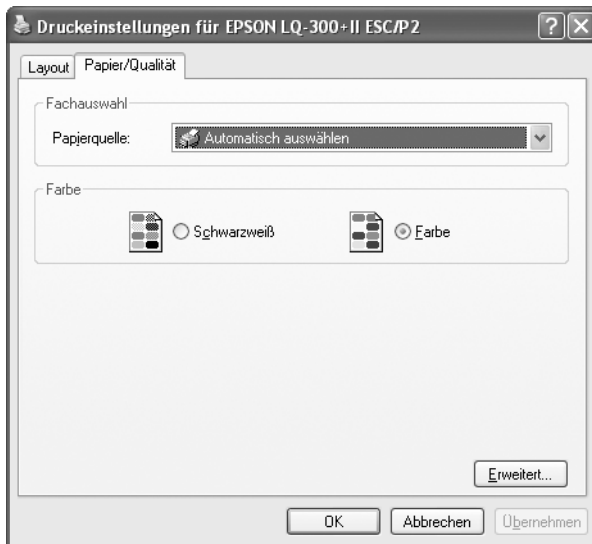 Druckeinstellungen für EPSON LQ-300+II ESC/P2
Layout Papier/Qualität
Fachauswahl
Papierquelle: Automatisch auswählen
Farbe
Schwarzweiß Farbe
Erweitert...
OK Abbrechen Übernehmen